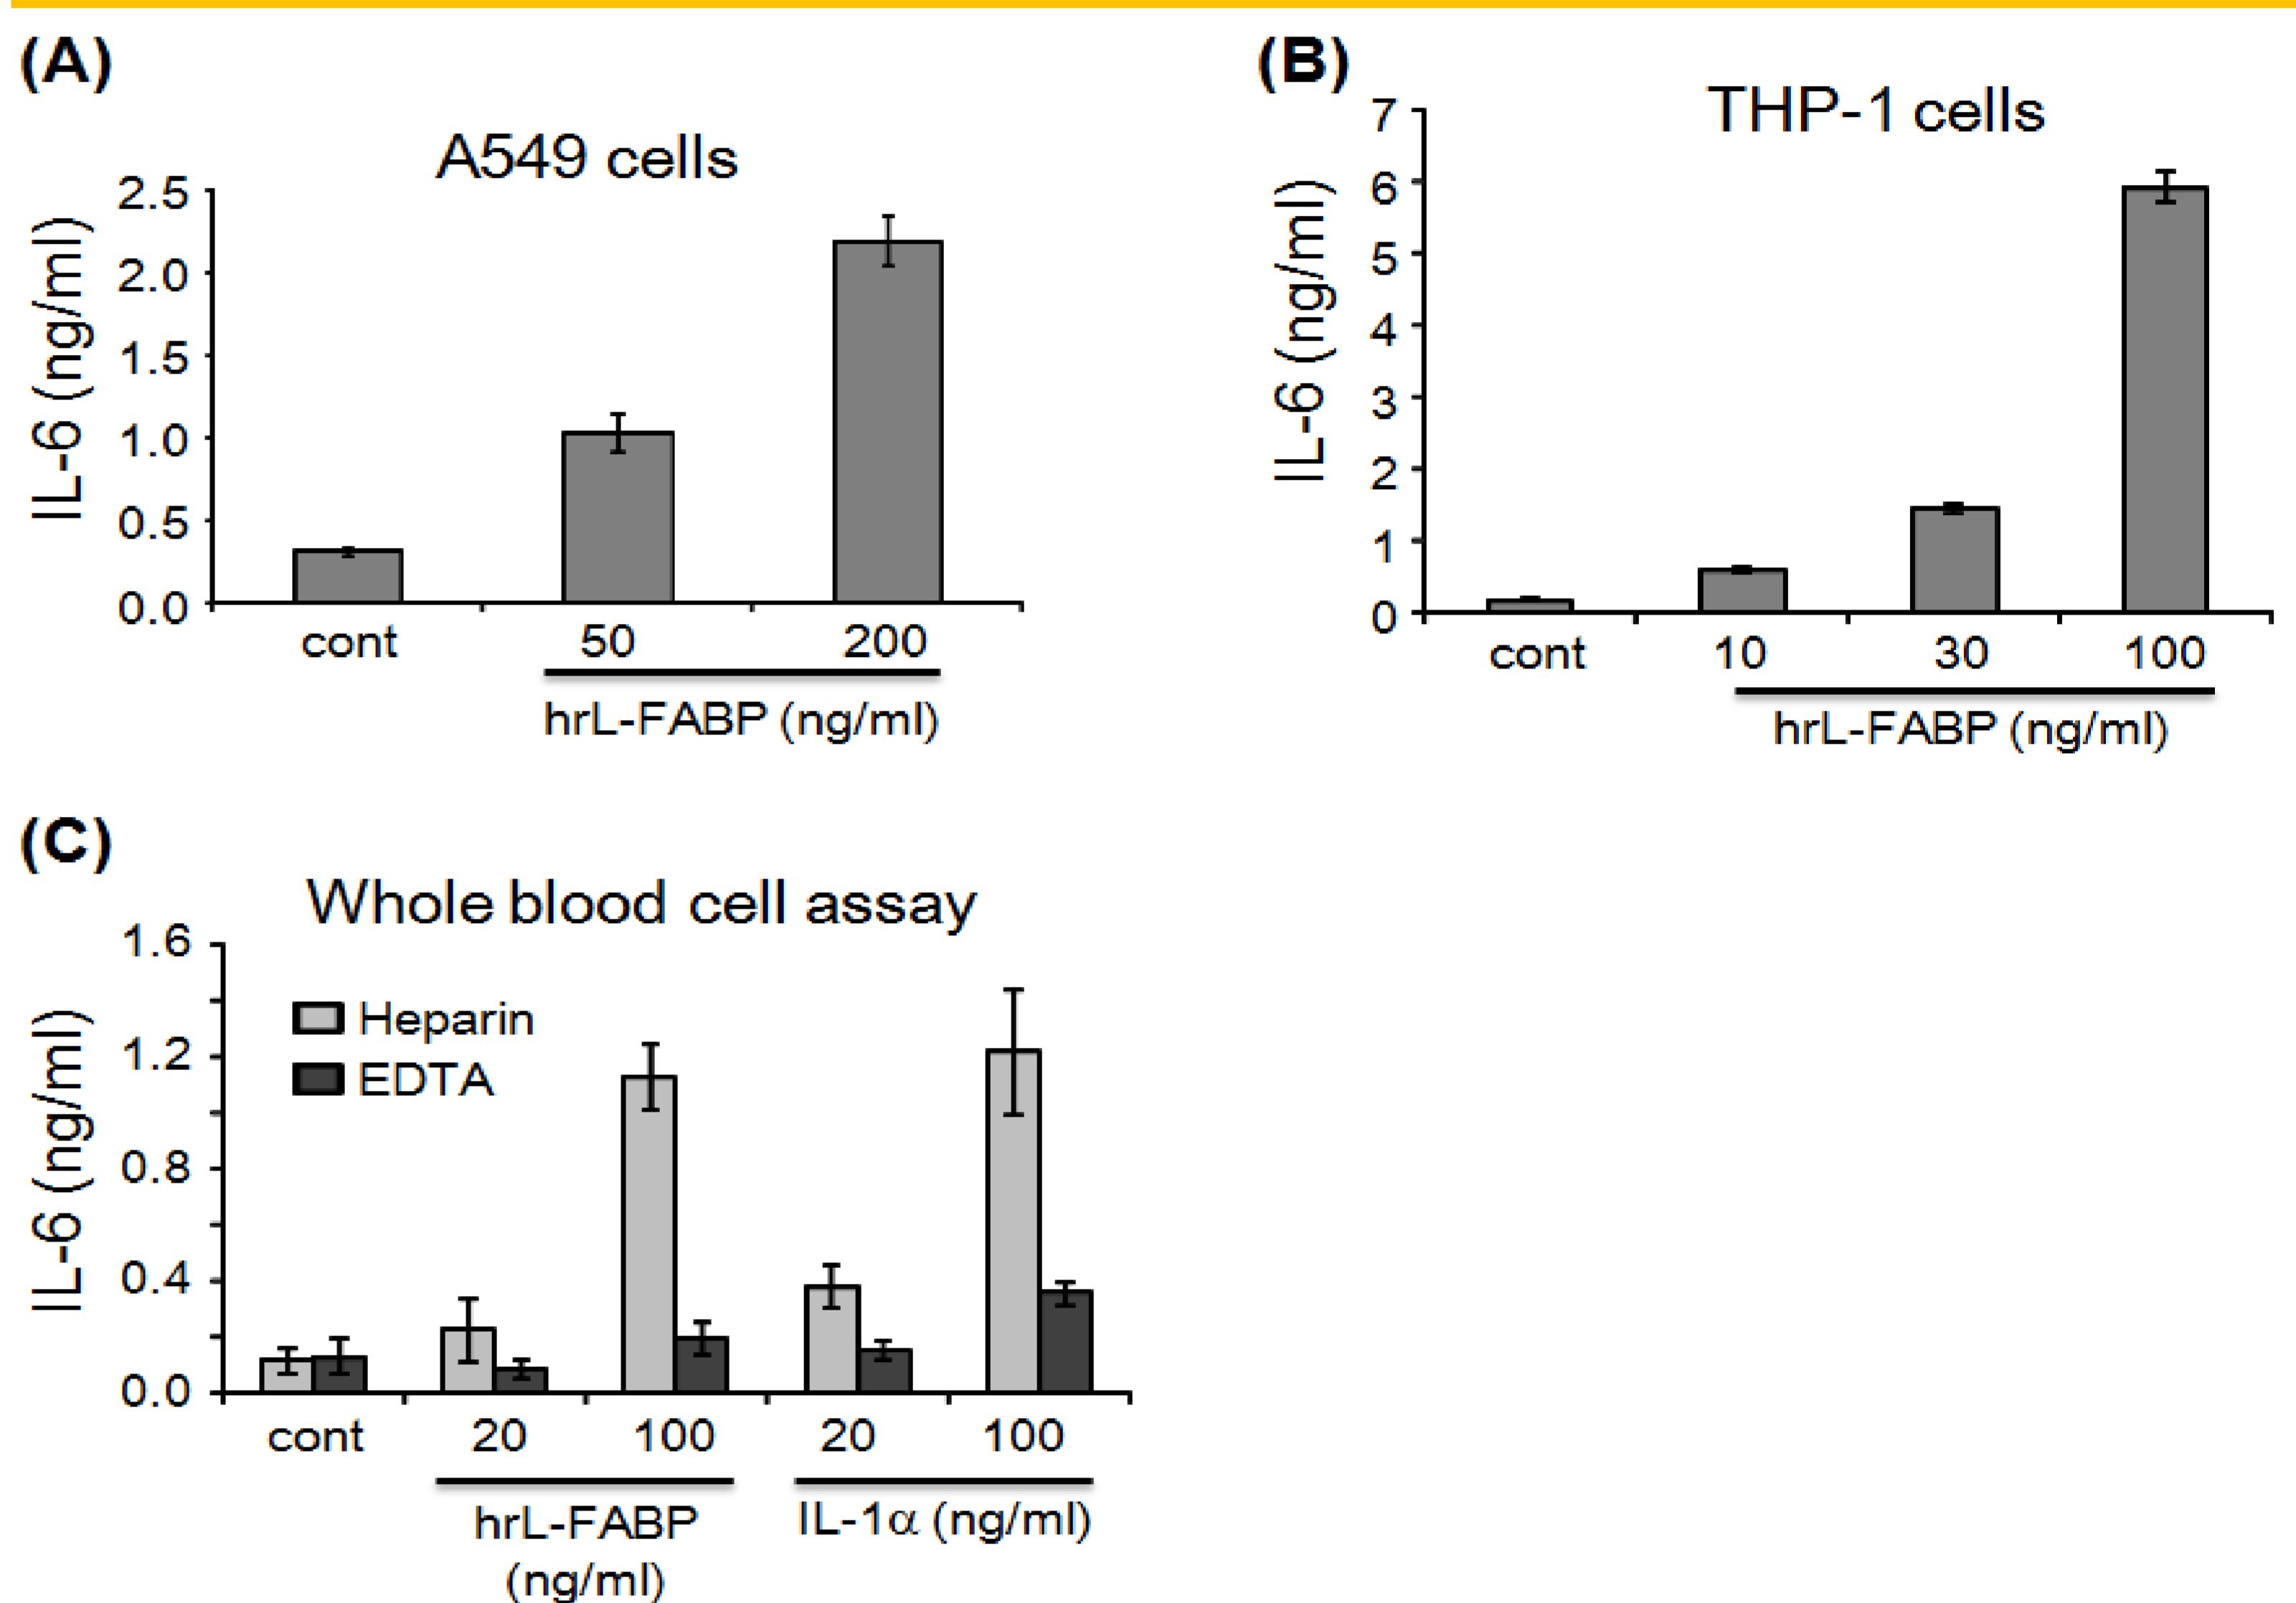 (A)
A549 cells
IL-6 (ng/ml)
2.5
2.0
1.5
1.0
0.5
0.0
cont 50 200
hrL-FABP (ng/ml)
(B)
THP-1 cells
IL-6 (ng/ml)
7
6
5
4
3
2
1
0
cont 10 30 100
hrL-FABP (ng/ml)
(C)
Whole blood cell assay
IL-6 (ng/ml)
1.6
1.2
0.8
0.4
0.0
Heparin
EDTA
cont 20 100 20 100
hrL-FABP
(ng/ml)
IL-1α (ng/ml)